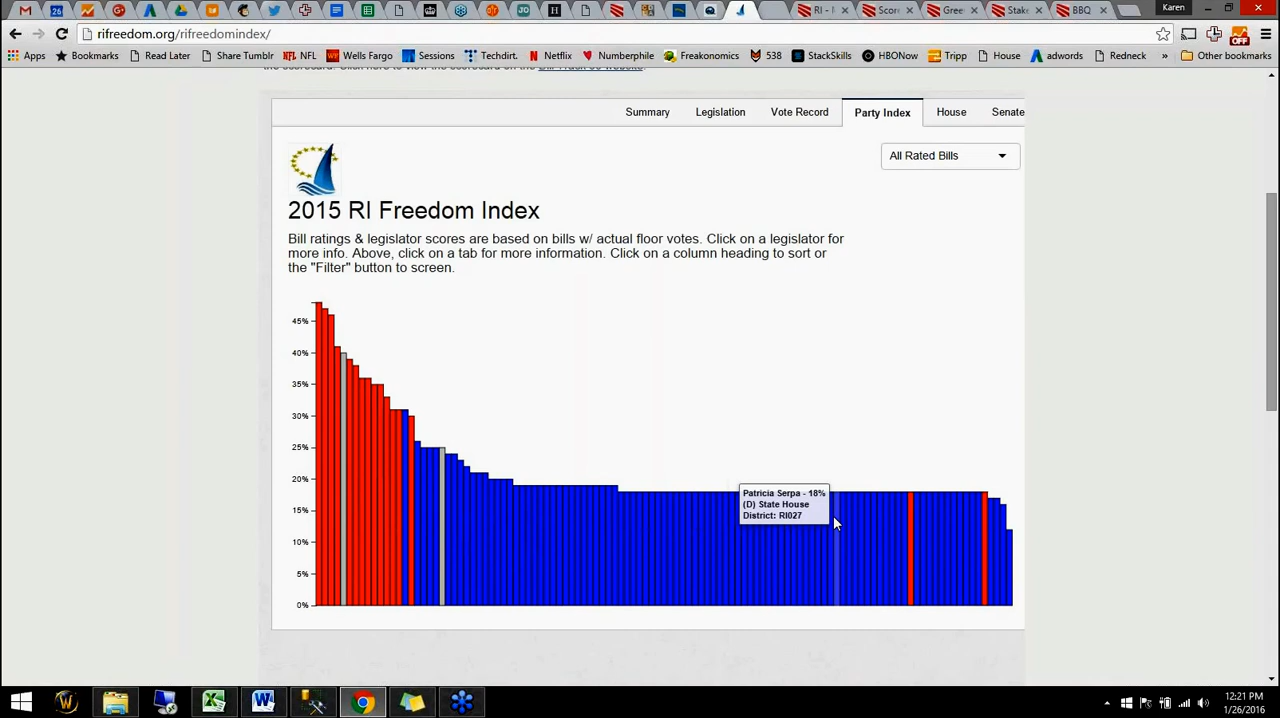 Karen
RI - N
Score
Gree
Stake
BBQ
rifreedom.org/rifreedomindex/
Apps
Bookmarks
Read Later
Share Tumblr
NFL
Wells Fargo
Sessions
Techdirt.
Netflix
Numberphile
Freakonomics
538
StackSkills
HBONow
Tripp
House
adwords
Redneck
»
Other bookmarks
Summary
Legislation
Vote Record
Party Index
House
Senate
All Rated Bills
2015 RI Freedom Index
Bill ratings & legislator scores are based on bills w/ actual floor votes. Click on a legislator for
more info. Above, click on a tab for more information. Click on a column heading to sort or
the "Filter" button to screen.
45%
40%
35%
30%
25%
20%
15%
10%
5%
0%
Patricia Serpa - 18%
(D) State House
District: RI027
12:21 PM
1/26/2016